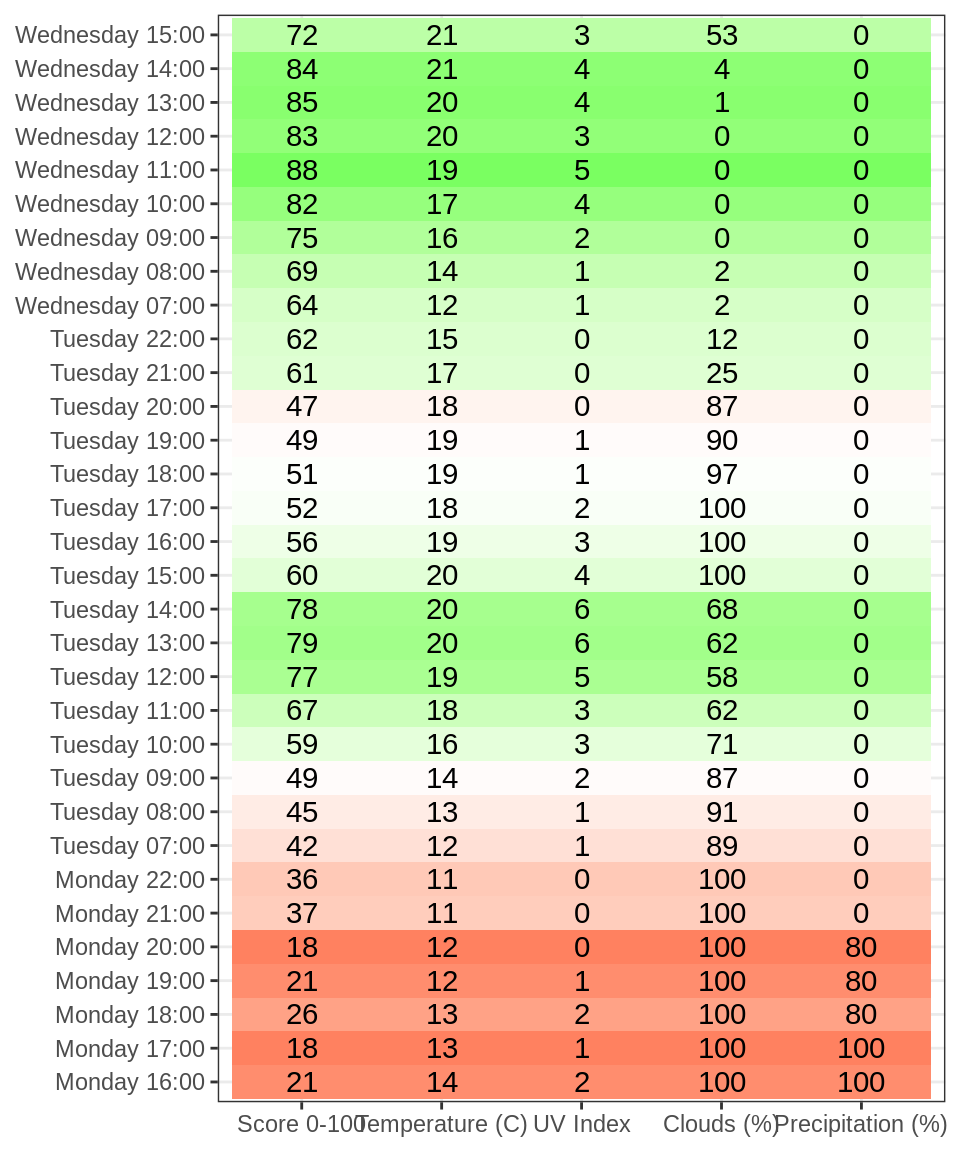 Wednesday 15:00 72 21 3 53 0
Wednesday 14:00 84 21 4 4 0
Wednesday 13:00 85 20 4 1 0
Wednesday 12:00 83 20 3 0 0
Wednesday 11:00 88 19 5 0 0
Wednesday 10:00 82 17 4 0 0
Wednesday 09:00 75 16 2 0 0
Wednesday 08:00 69 14 1 2 0
Wednesday 07:00 64 12 1 2 0
Tuesday 22:00 62 15 0 12 0
Tuesday 21:00 61 17 0 25 0
Tuesday 20:00 47 18 0 87 0
Tuesday 19:00 49 19 1 90 0
Tuesday 18:00 51 19 1 97 0
Tuesday 17:00 52 18 2 100 0
Tuesday 16:00 56 19 3 100 0
Tuesday 15:00 60 20 4 100 0
Tuesday 14:00 78 20 6 68 0
Tuesday 13:00 79 20 6 62 0
Tuesday 12:00 77 19 5 58 0
Tuesday 11:00 67 18 3 62 0
Tuesday 10:00 59 16 3 71 0
Tuesday 09:00 49 14 2 87 0
Tuesday 08:00 45 13 1 91 0
Tuesday 07:00 42 12 1 89 0
Monday 22:00 36 11 0 100 0
Monday 21:00 37 11 0 100 0
Monday 20:00 18 12 0 100 80
Monday 19:00 21 12 1 100 80
Monday 18:00 26 13 2 100 80
Monday 17:00 18 13 1 100 100
Monday 16:00 21 14 2 100 100
Score 0-100 Temperature (C) UV Index Clouds (%) Precipitation (%)